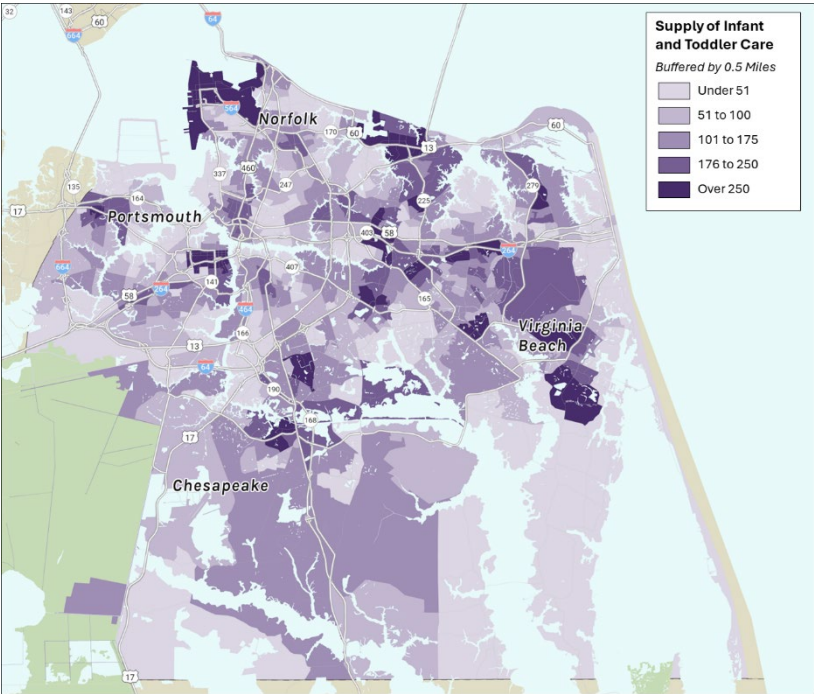 32
143
60
664
64
Supply of Infant
and Toddler Care
Buffered by 0.5 Miles
Under 51
51 to 100
101 to 175
176 to 250
Over 250
564
Norfolk
170
60
13
60
337
460
247
135
164
279
17
Portsmouth
225
403
58
264
664
407
264
58
141
165
464
166
Virginia
Beach
13
64
190
168
17
Chesapeake
17